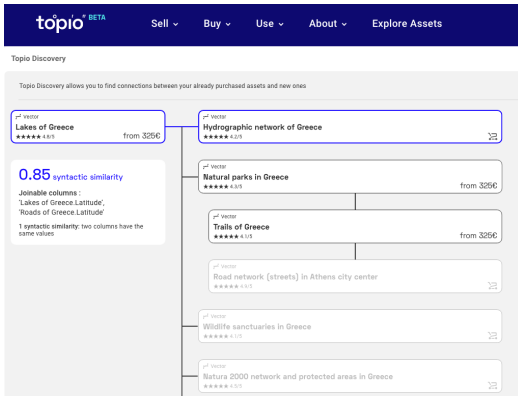 topio BETA
Sell Buy Use About Explore Assets
Topio Discovery
Topio Discovery allows you to find connections between your already purchased assets and new ones
Vector
Lakes of Greece
★★★★★ 4.8/5 from 325€
Vector
Hydrographic network of Greece
★★★★★ 4.2/5
0.85 syntactic similarity
Joinable columns :
'Lakes of Greece.Latitude',
'Roads of Greece.Latitude'
1 syntactic similarity: two columns have the
same values
Vector
Natural parks in Greece
★★★★★ 4.3/5 from 325€
Vector
Trails of Greece
★★★★★ 4.1/5 from 325€
Vector
Road network (streets) in Athens city center
★★★★★
Vector
Wildlife sanctuaries in Greece
★★★★★ 4.1/5
Vector
Natura 2000 network and protected areas in Greece
★★★★★